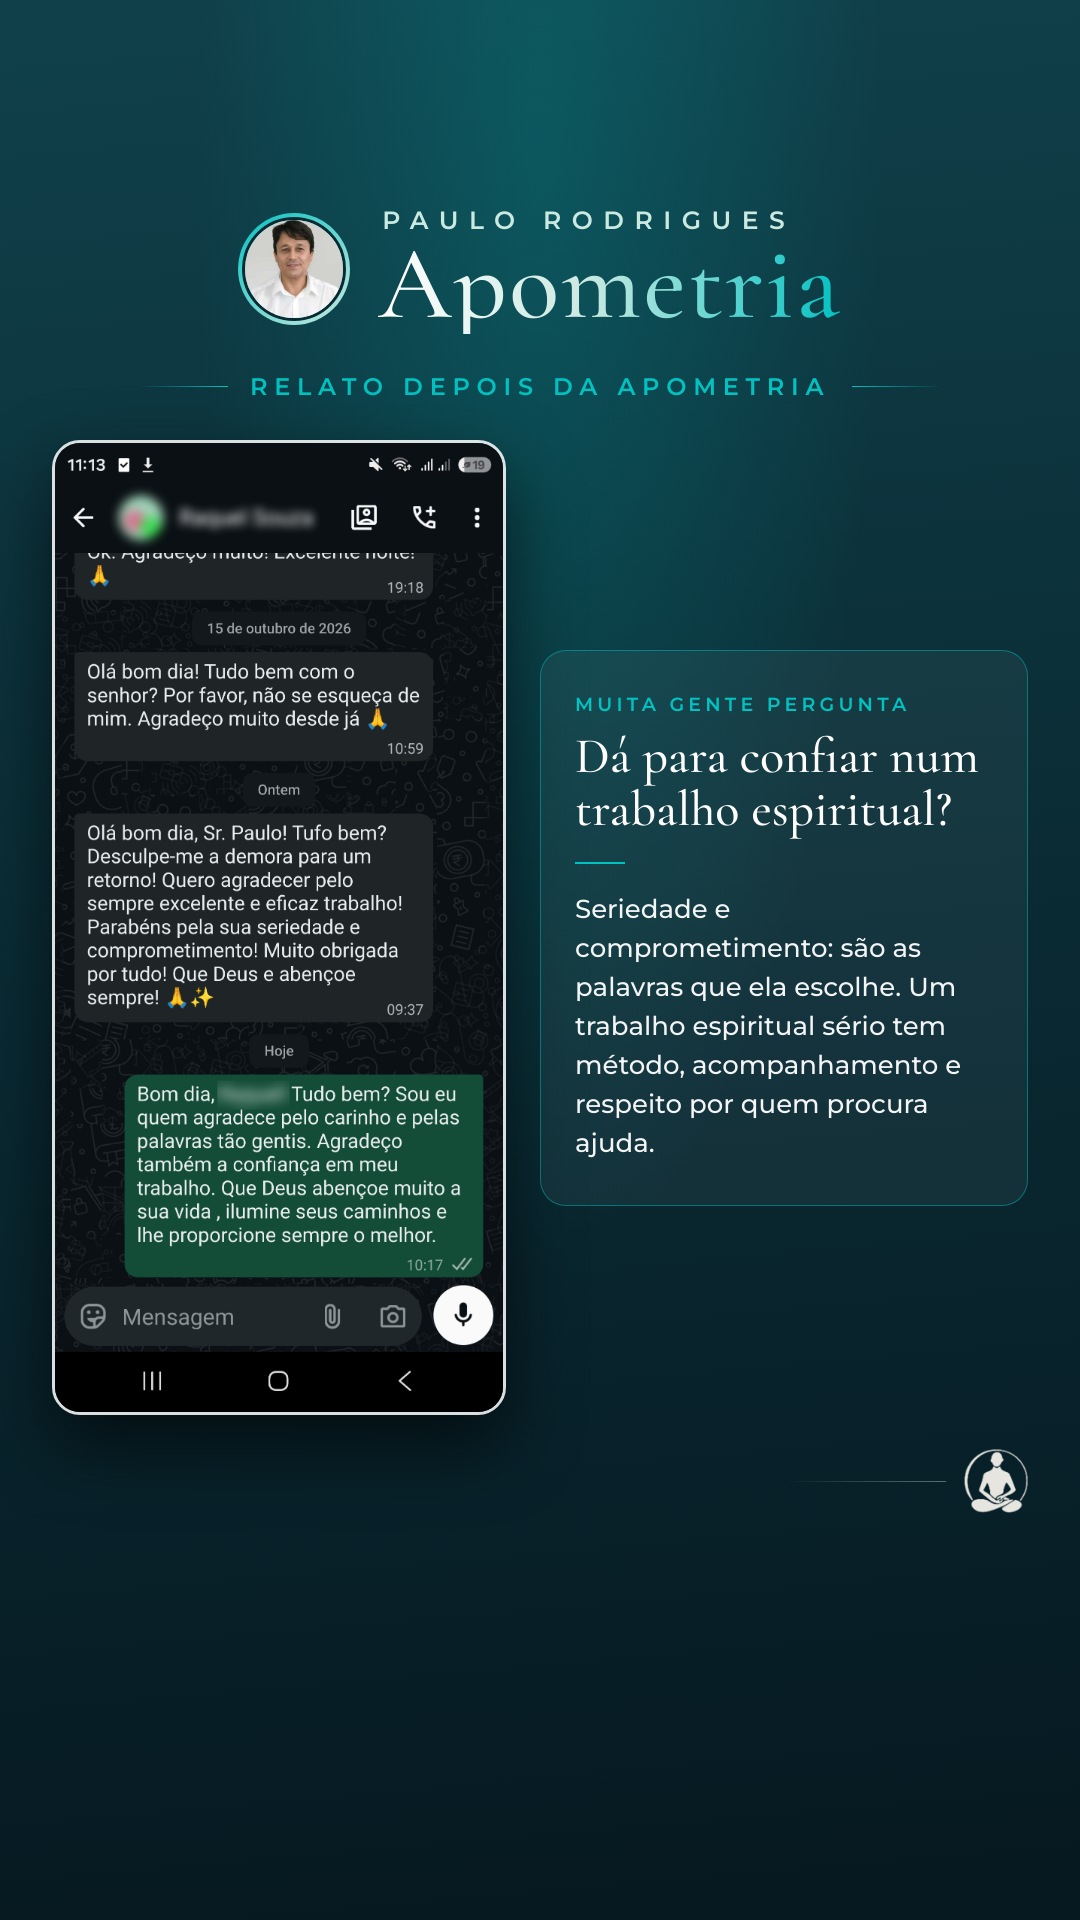 PAULO RODRIGUES
Apometria
RELATO DEPOIS DA APOMETRIA
11:13
19
Ok. Agradeço muito! Excelente noite!
🙏
19:18
15 de outubro de 2026
Olá bom dia! Tudo bem com o
senhor? Por favor, não se esqueça de
mim. Agradeço muito desde já 🙏
10:59
Ontem
Olá bom dia, Sr. Paulo! Tufo bem?
Desculpe-me a demora para um
retorno! Quero agradecer pelo
sempre excelente e eficaz trabalho!
Parabéns pela sua seriedade e
comprometimento! Muito obrigada
por tudo! Que Deus e abençoe
sempre! 🙏✨
09:37
Hoje
Bom dia, Tudo bem? Sou eu
quem agradece pelo carinho e pelas
palavras tão gentis. Agradeço
também a confiança em meu
trabalho. Que Deus abençoe muito a
sua vida , ilumine seus caminhos e
lhe proporcione sempre o melhor.
10:17
Mensagem
MUITA GENTE PERGUNTA
Dá para confiar num
trabalho espiritual?
Seriedade e
comprometimento: são as
palavras que ela escolhe. Um
trabalho espiritual sério tem
método, acompanhamento e
respeito por quem procura
ajuda.